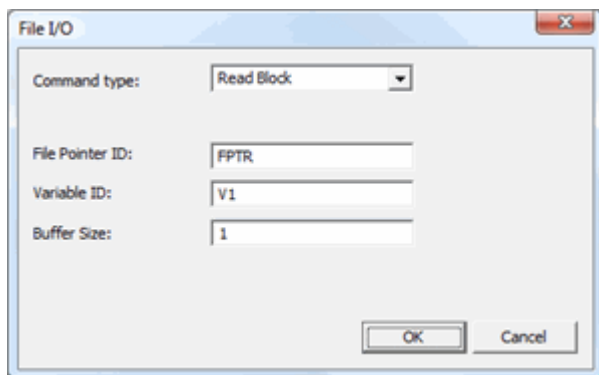 File I/O
Command type: Read Block
File Pointer ID: FPTR
Variable ID: V1
Buffer Size: 1
OK Cancel